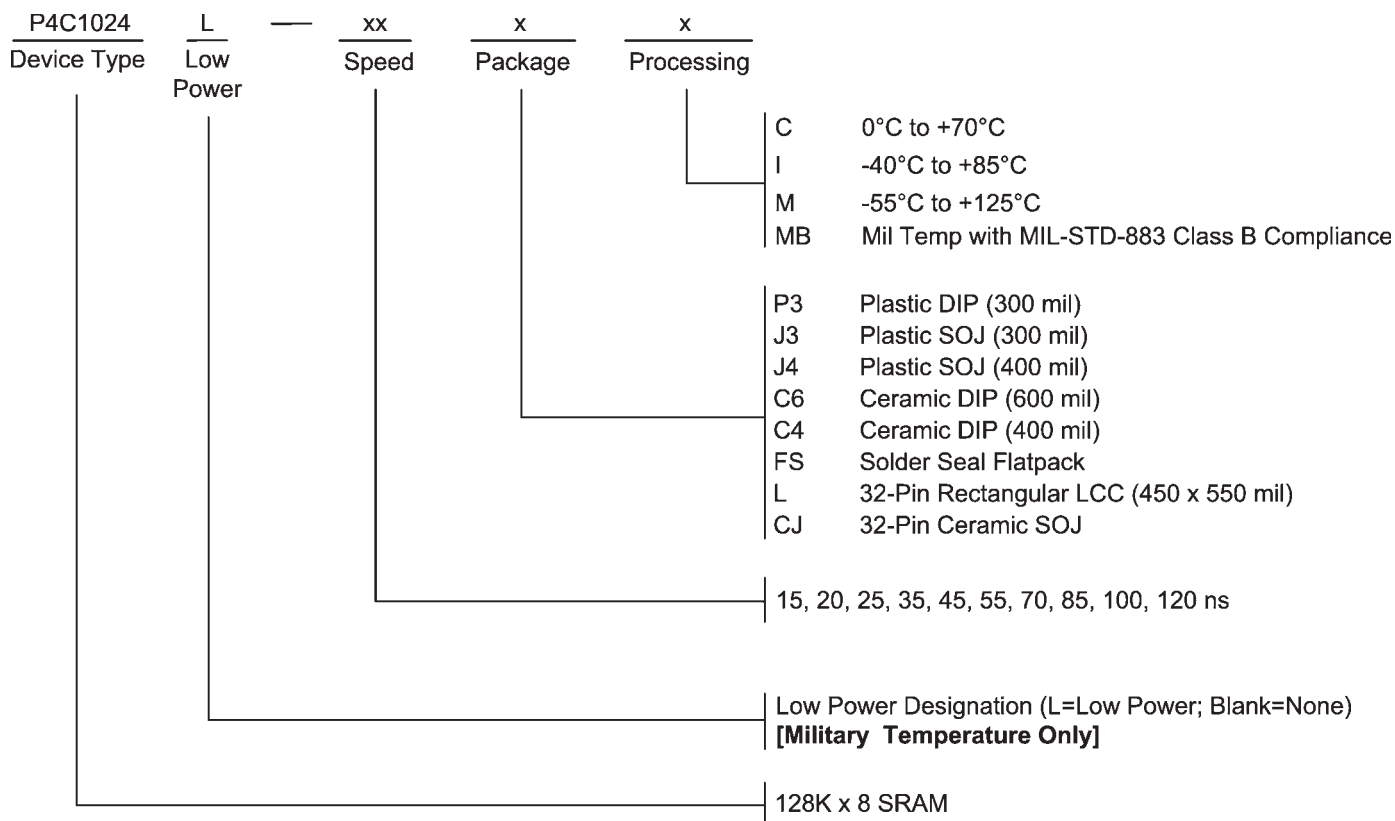 P4C1024 L — xx x x
Device Type Low Power Speed Package Processing
C 0°C to +70°C
I -40°C to +85°C
M -55°C to +125°C
MB Mil Temp with MIL-STD-883 Class B Compliance
P3 Plastic DIP (300 mil)
J3 Plastic SOJ (300 mil)
J4 Plastic SOJ (400 mil)
C6 Ceramic DIP (600 mil)
C4 Ceramic DIP (400 mil)
FS Solder Seal Flatpack
L 32-Pin Rectangular LCC (450 x 550 mil)
CJ 32-Pin Ceramic SOJ
15, 20, 25, 35, 45, 55, 70, 85, 100, 120 ns
Low Power Designation (L=Low Power; Blank=None)
[Military Temperature Only]
128K x 8 SRAM